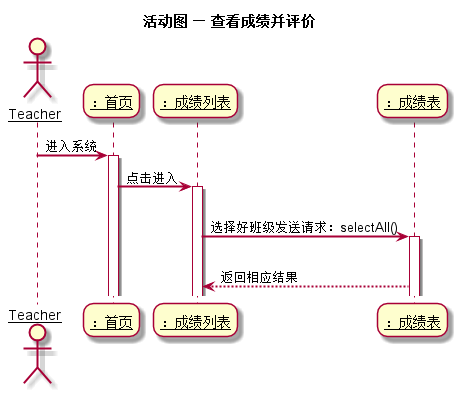 活动图 — 查看成绩并评价
Teacher
：首页
：成绩列表
：成绩表
进入系统
点击进入
选择好班级发送请求：selectAll()
返回相应结果
Teacher
：首页
：成绩列表
：成绩表